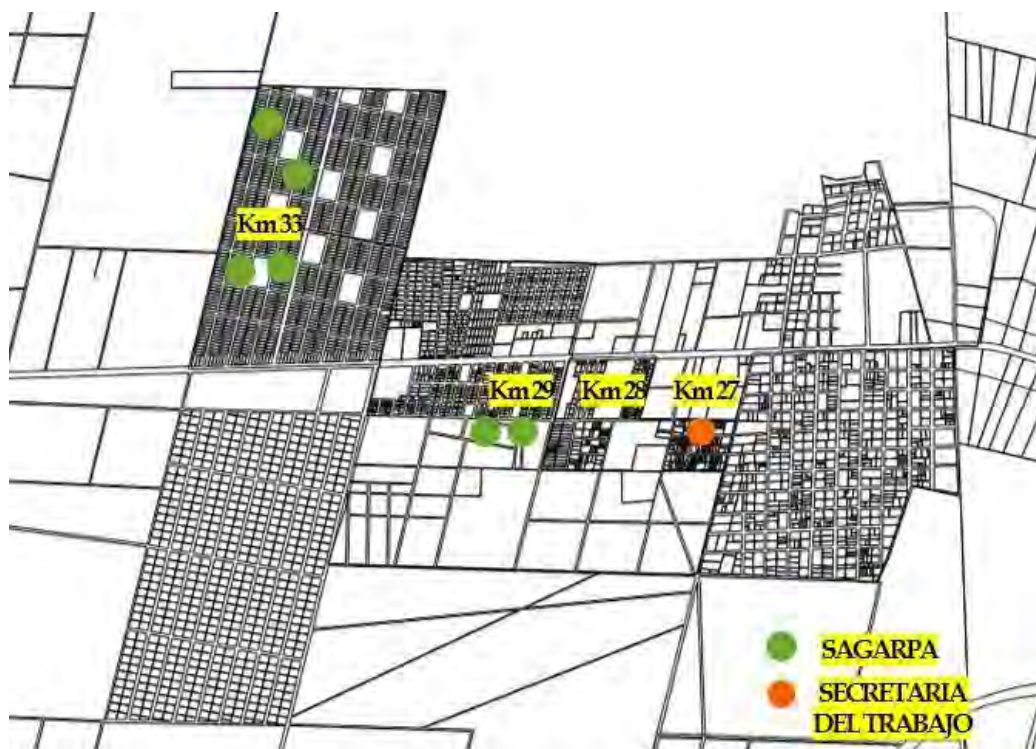 Km 33
Km 29
Km 28
Km 27
SAGARPA
SECRETARIA
DEL TRABAJO